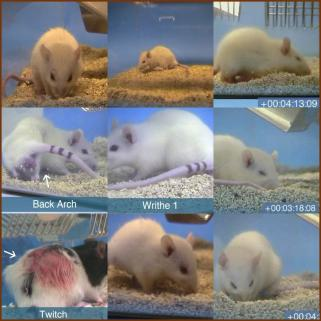 +00:04:13:09
Back Arch
Writhe 1
+00:03:18:08
Twitch
+00:04: